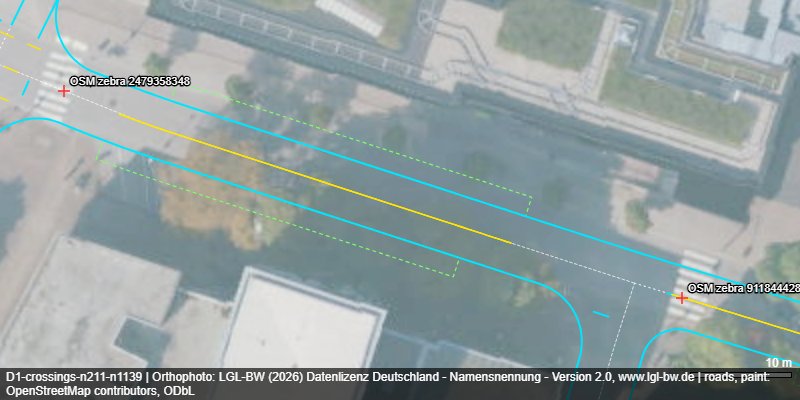 OSM zebra 2479358348
OSM zebra 911844428
10 m
D1-crossings-n211-n1139 | Orthophoto: LGL-BW (2026) Datenlizenz Deutschland - Namensnennung - Version 2.0, www.lgl-bw.de | roads, paint:
OpenStreetMap contributors, ODbL